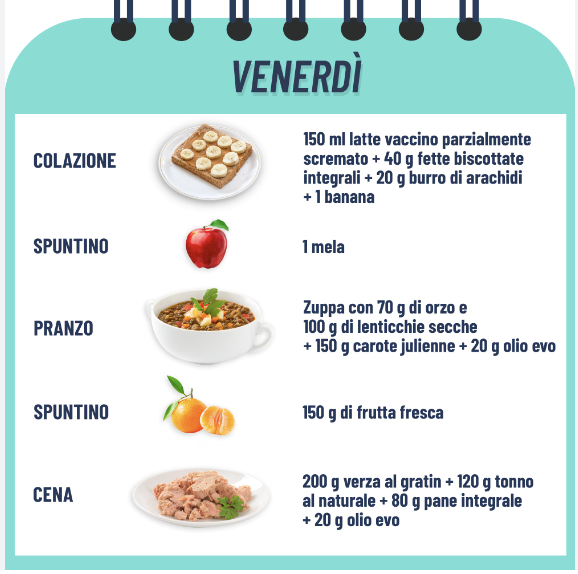 VENERDÌ
COLAZIONE
150 ml latte vaccino parzialmente
scremato + 40 g fette biscottate
integrali + 20 g burro di arachidi
+ 1 banana
SPUNTINO
1 mela
PRANZO
Zuppa con 70 g di orzo e
100 g di lenticchie secche
+ 150 g carote julienne + 20 g olio evo
SPUNTINO
150 g di frutta fresca
CENA
200 g verza al gratin + 120 g tonno
al naturale + 80 g pane integrale
+ 20 g olio evo